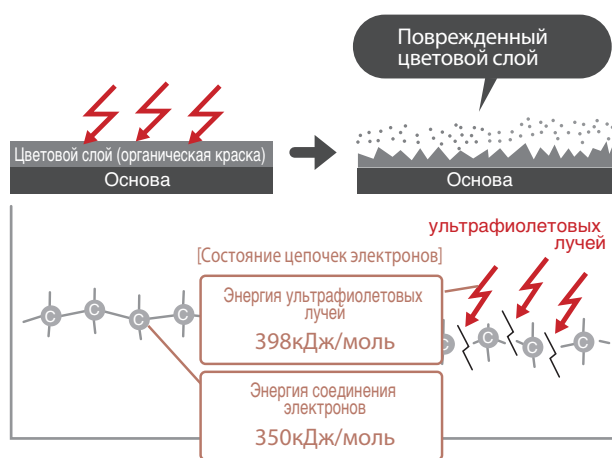 Поврежденный
цветовой слой
Цветовой слой (органическая краска)
Основа
Основа
ультрафиолетовых
лучей
[Состояние цепочек электронов]
Энергия ультрафиолетовых
лучей
398кДж/моль
C C C C C C C C
Энергия соединения
электронов
350кДж/моль